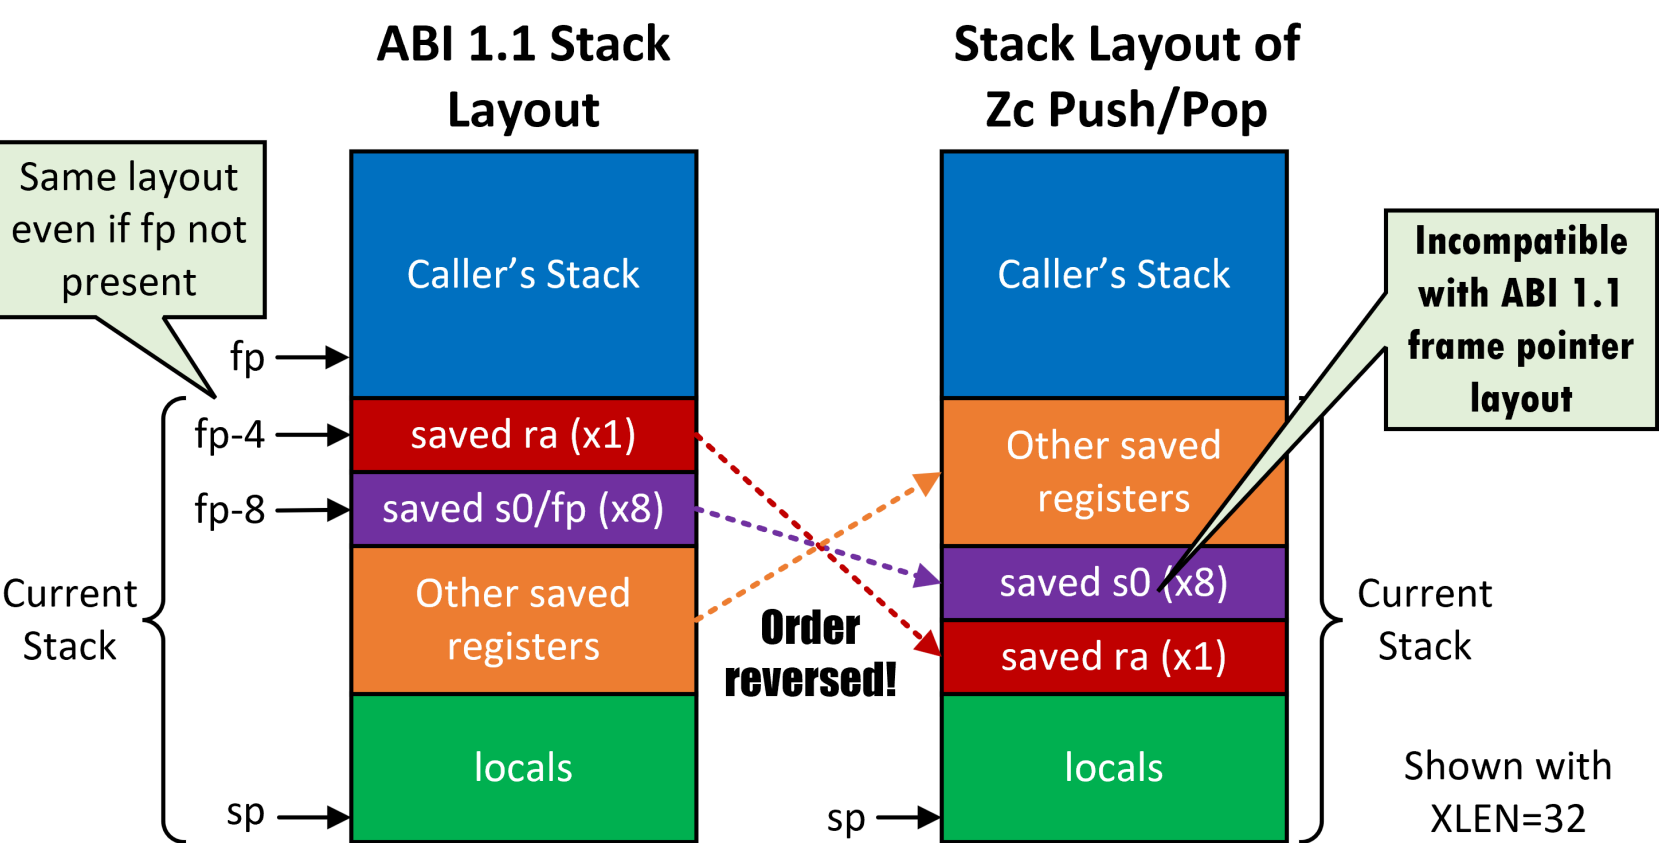 ABI 1.1 Stack
Layout
Stack Layout of
Zc Push/Pop
Same layout
even if fp not
present
fp
fp-4
fp-8
Current
Stack
sp
Caller’s Stack
saved ra (x1)
saved s0/fp (x8)
Other saved
registers
locals
Order
reversed!
sp
Caller’s Stack
Other saved
registers
saved s0 (x8)
saved ra (x1)
locals
Incompatible
with ABI 1.1
frame pointer
layout
Current
Stack
Shown with
XLEN=32